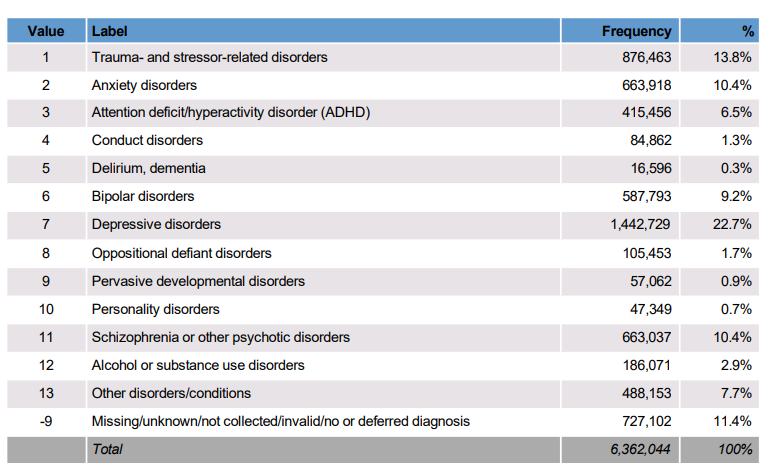 Value Label Frequency %
1 Trauma- and stressor-related disorders 876,463 13.8%
2 Anxiety disorders 663,918 10.4%
3 Attention deficit/hyperactivity disorder (ADHD) 415,456 6.5%
4 Conduct disorders 84,862 1.3%
5 Delirium, dementia 16,596 0.3%
6 Bipolar disorders 587,793 9.2%
7 Depressive disorders 1,442,729 22.7%
8 Oppositional defiant disorders 105,453 1.7%
9 Pervasive developmental disorders 57,062 0.9%
10 Personality disorders 47,349 0.7%
11 Schizophrenia or other psychotic disorders 663,037 10.4%
12 Alcohol or substance use disorders 186,071 2.9%
13 Other disorders/conditions 488,153 7.7%
-9 Missing/unknown/not collected/invalid/no or deferred diagnosis 727,102 11.4%
Total 6,362,044 100%